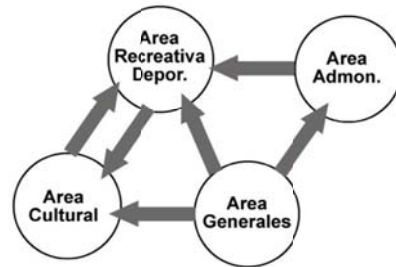 Area
Recreativa
Depor.
Area
Admon.
Area
Cultural
Area
Generales